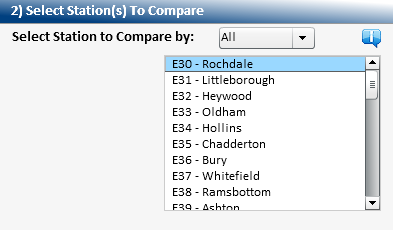 2) Select Station(s) To Compare
Select Station to Compare by: All
E30 - Rochdale
E31 - Littleborough
E32 - Heywood
E33 - Oldham
E34 - Hollins
E35 - Chadderton
E36 - Bury
E37 - Whitefield
E38 - Ramsbottom
E39 - Ashton